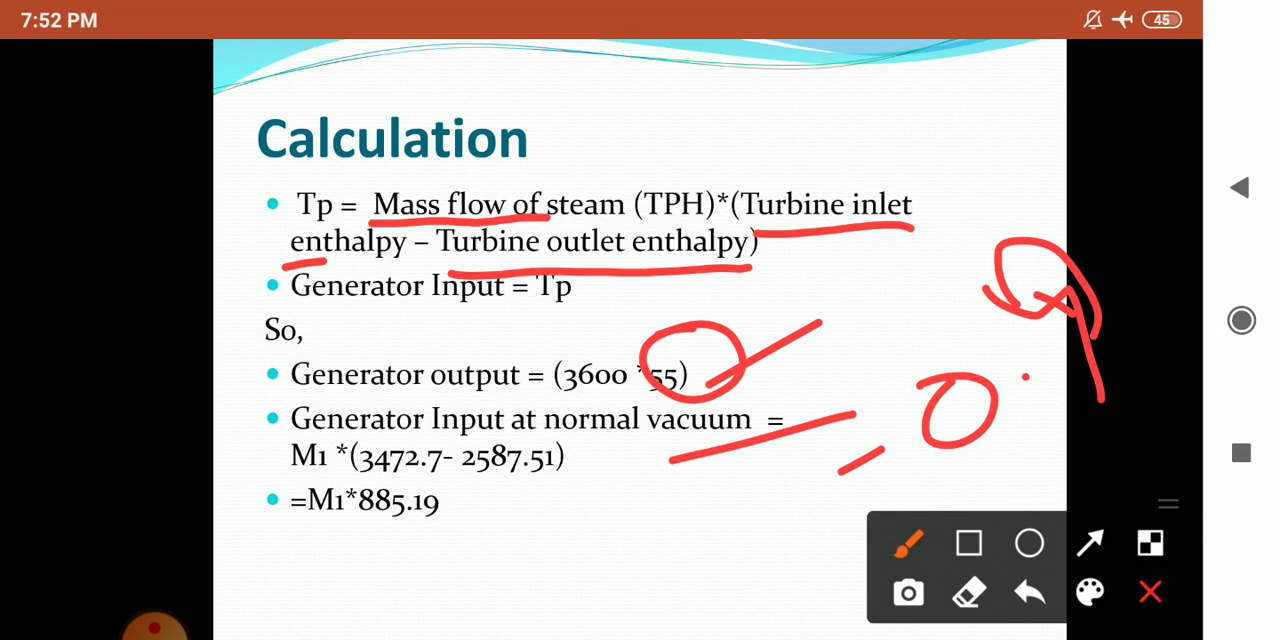 7:52 PM
45
Calculation
Tp = Mass flow of steam (TPH)*(Turbine inlet
enthalpy – Turbine outlet enthalpy)
Generator Input = Tp
So,
Generator output = (3600 *55)
Generator Input at normal vacuum =
M1 *(3472.7- 2587.51)
=M1*885.19